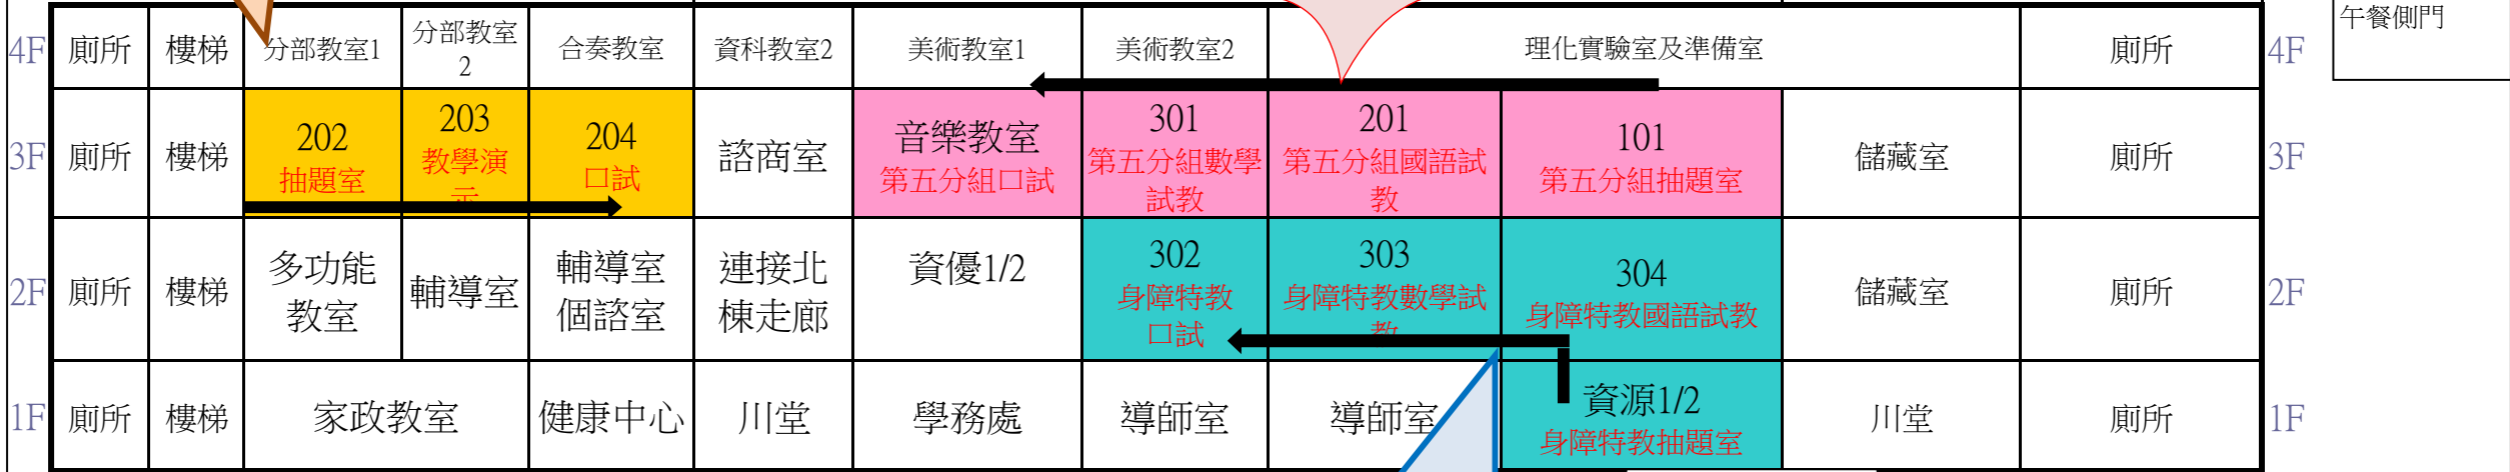 午餐側門
4F 廁所 樓梯 分部教室1 分部教室 合奏教室 資科教室2 美術教室1 美術教室2 理化實驗室及準備室 廁所 4F
2
3F 廁所 樓梯 202 203 204 諮商室 音樂教室 301 201 101 儲藏室 廁所 3F
抽題室 教學演 口試 第五分組口試 第五分組數學 第五分組國語試 第五分組抽題室
示 試教 教
2F 廁所 樓梯 多功能 輔導室 輔導室 連接北 資優1/2 302 303 304 儲藏室 廁所 2F
教室 個諮室 棟走廊 身障特教 身障特教數學試 身障特教國語試教
口試 教
1F 廁所 樓梯 家政教室 健康中心 川堂 學務處 導師室 導師室 資源1/2 川堂 廁所 1F
身障特教抽題室